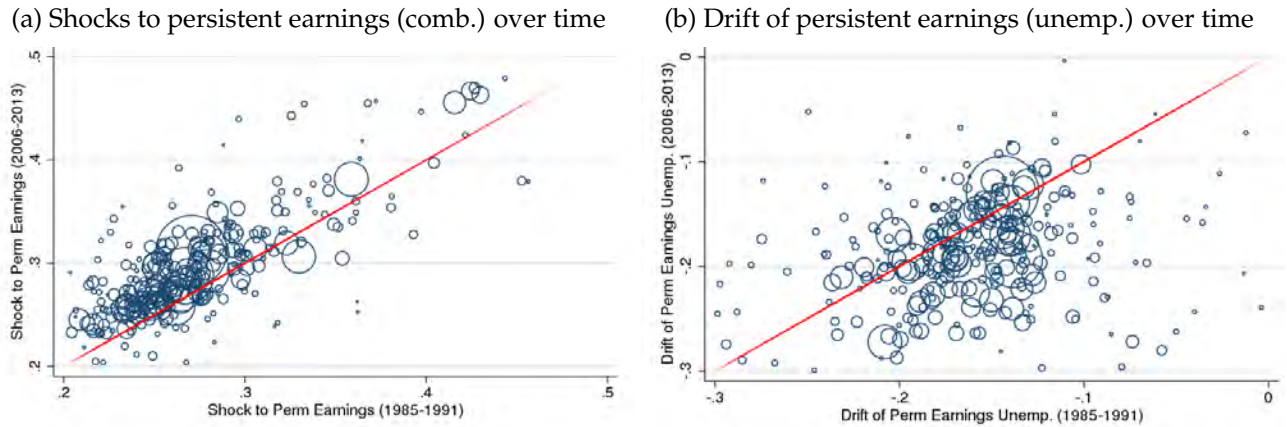 (a) Shocks to persistent earnings (comb.) over time
Shock to Perm Earnings (2006-2013)
.5
.4
.3
.2
.2
.3
.4
.5
Shock to Perm Earnings (1985-1991)
(b) Drift of persistent earnings (unemp.) over time
Drift of Perm Earnings Unemp. (2006-2013)
0
-.1
-.2
-.3
-.3
-.2
-.1
0
Drift of Perm Earnings Unemp. (1985-1991)